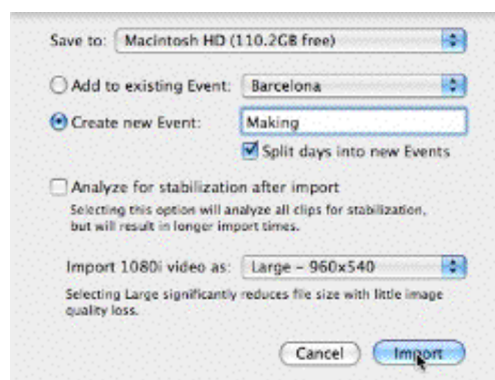 Save to: Macintosh HD (110.2GB free)
Add to existing Event: Barcelona
Create new Event: Making
Split days into new Events
Analyze for stabilization after import
Selecting this option will analyze all clips for stabilization,
but will result in longer import times.
Import 1080i video as: Large - 960x540
Selecting Large significantly reduces file size with little image
quality loss.
Cancel Import